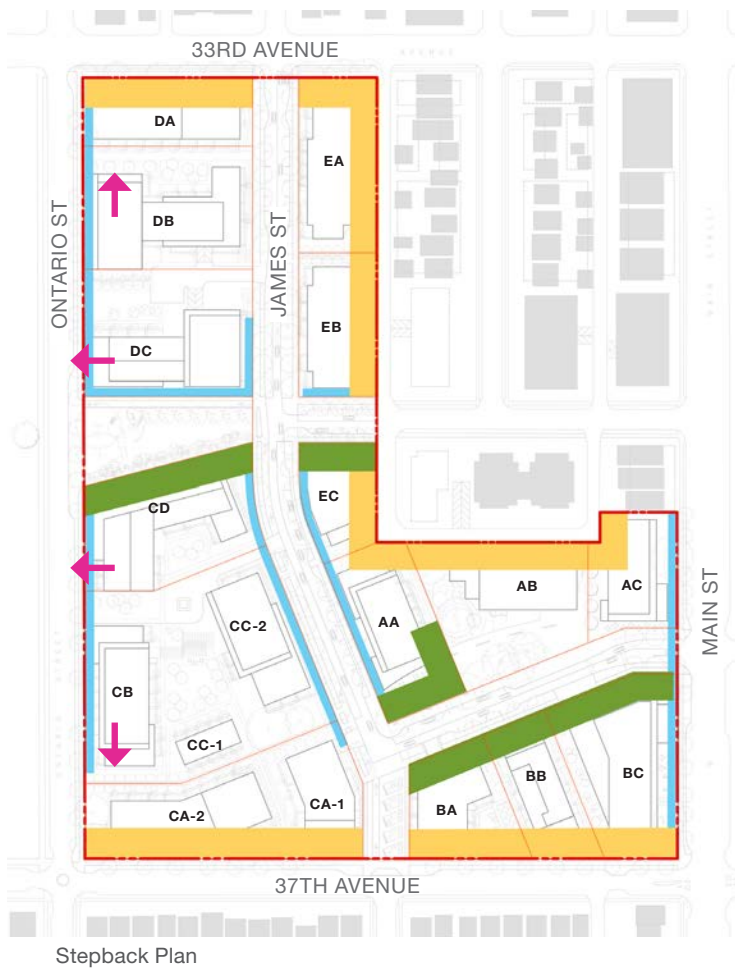 33RD AVENUE
AVENUE
DA
EA
DB
ONTARIO ST
JAMES ST
EB
DC
CD
EC
AB
AC
AA
MAIN ST
CC-2
CB
CC-1
BB
BC
CA-1
BA
CA-2
37TH AVENUE
Stepback Plan